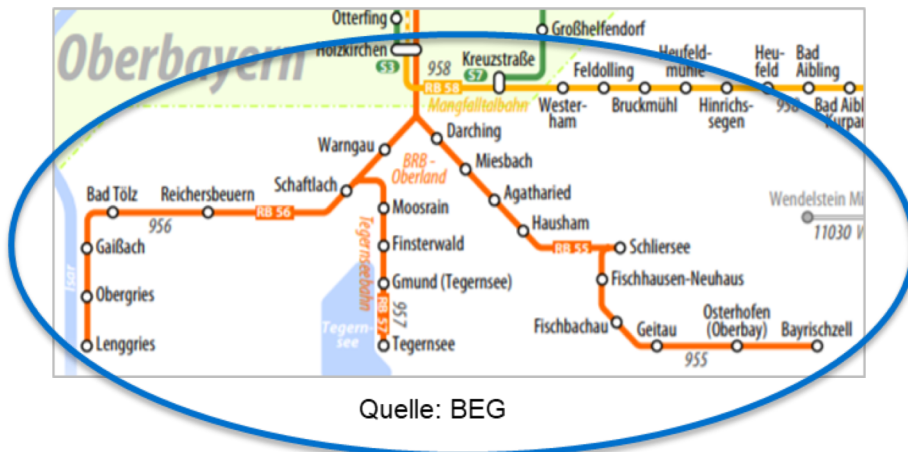 Otterfing
Großhelfendorf
Oberbayern
Holzkirchen
S3
958
Kreuzstraße
S7
RB 58
Mangfalltalbahn
Feldolling
Heufeld-
mühle
Heu-
feld
Bad
Aibling
Wester-
ham
Bruckmühl
Hinrichs-
segen
958
Bad Aibl
Kurpar
Warngau
Darching
BRB -
Oberland
Miesbach
Schaftlach
Agatharied
Bad Tölz
Reichersbeuern
RB 56
956
Moosrain
Hausham
Wendelstein Mi
11030 W
Gaißach
Tegernseebahn
Finsterwald
RB 55
Schliersee
Isar
Gmund (Tegernsee)
Fischhausen-Neuhaus
Obergries
RB 57
957
Fischbachau
Osterhofen
(Oberbay)
Geitau
Bayrischzell
Lenggries
Tegern-
see
Tegernsee
955
Quelle: BEG